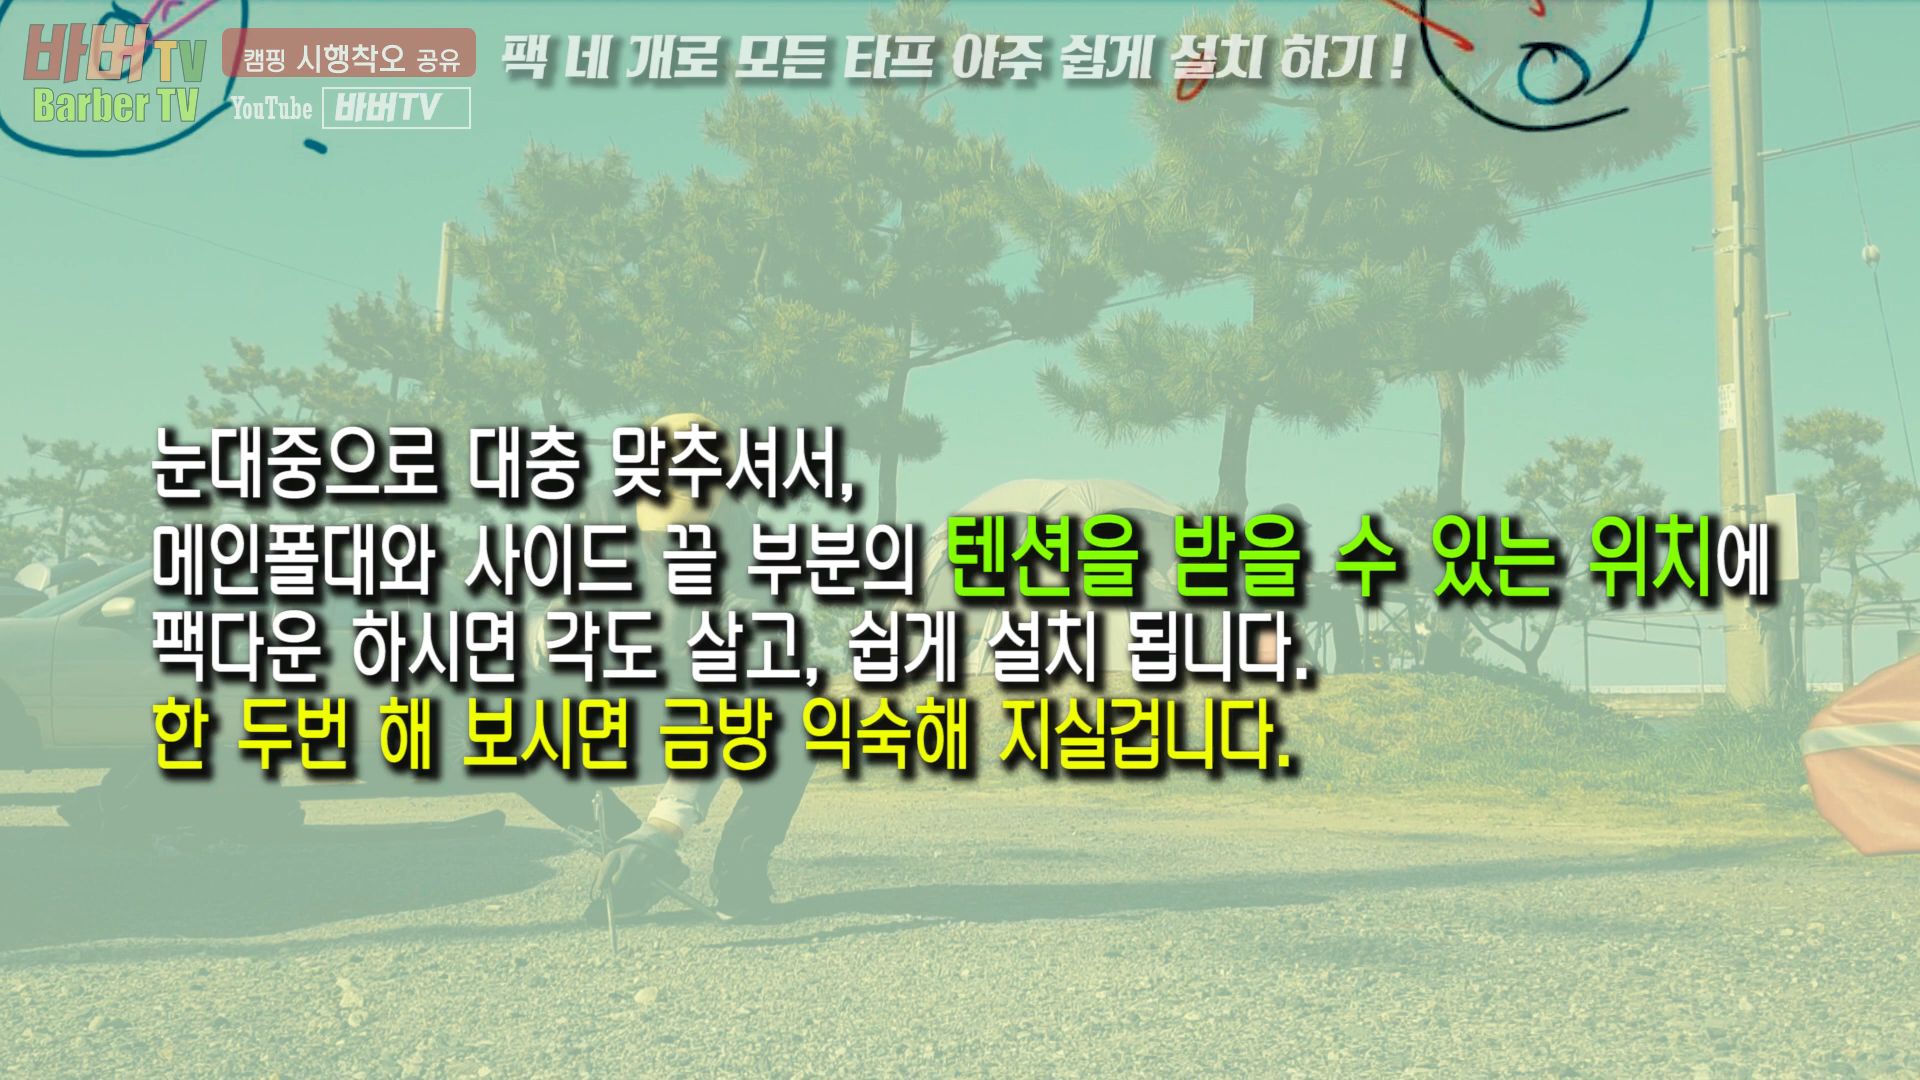 바버TV
Barber TV
캠핑 시행착오 공유
YouTube 바버TV
팩 네 개로 모든 타프 아주 쉽게 설치 하기 !
눈대중으로 대충 맞추셔서,
메인폴대와 사이드 끝 부분의 텐션을 받을 수 있는 위치에
팩다운 하시면 각도 살고, 쉽게 설치 됩니다.
한 두번 해 보시면 금방 익숙해 지실겁니다.